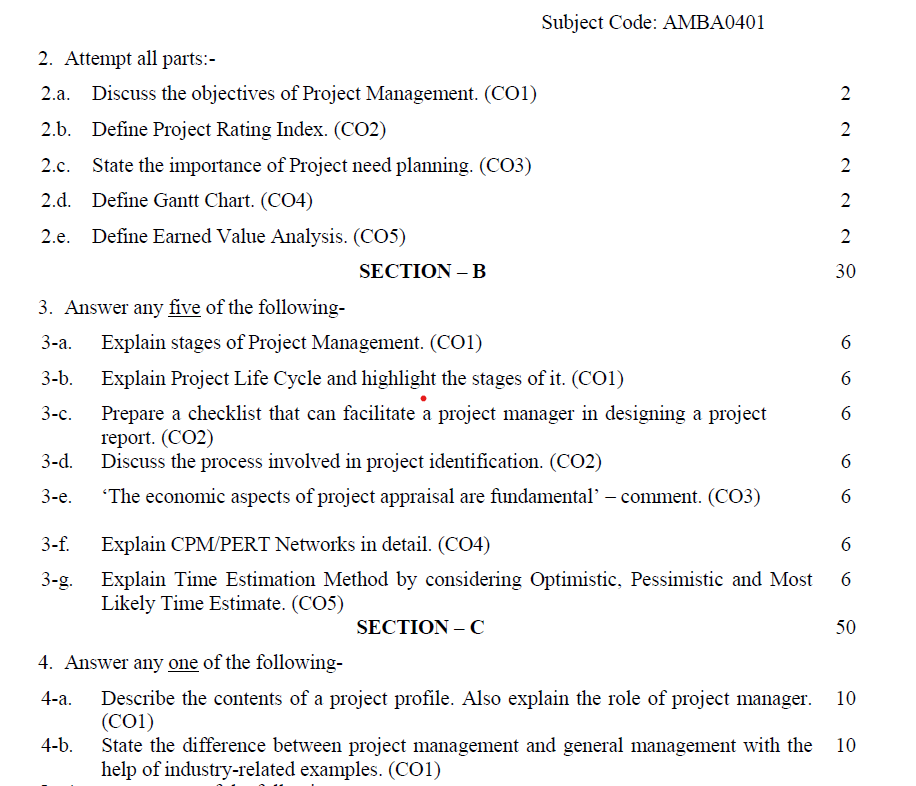 Subject Code: AMBA0401
2. Attempt all parts:-
2.a. Discuss the objectives of Project Management. (CO1) 2
2.b. Define Project Rating Index. (CO2) 2
2.c. State the importance of Project need planning. (CO3) 2
2.d. Define Gantt Chart. (CO4) 2
2.e. Define Earned Value Analysis. (CO5) 2
SECTION – B 30
3. Answer any five of the following-
3-a. Explain stages of Project Management. (CO1) 6
3-b. Explain Project Life Cycle and highlight the stages of it. (CO1) 6
3-c. Prepare a checklist that can facilitate a project manager in designing a project 6
report. (CO2)
3-d. Discuss the process involved in project identification. (CO2) 6
3-e. ‘The economic aspects of project appraisal are fundamental’ – comment. (CO3) 6
3-f. Explain CPM/PERT Networks in detail. (CO4) 6
3-g. Explain Time Estimation Method by considering Optimistic, Pessimistic and Most 6
Likely Time Estimate. (CO5)
SECTION – C 50
4. Answer any one of the following-
4-a. Describe the contents of a project profile. Also explain the role of project manager. 10
(CO1)
4-b. State the difference between project management and general management with the 10
help of industry-related examples. (CO1)